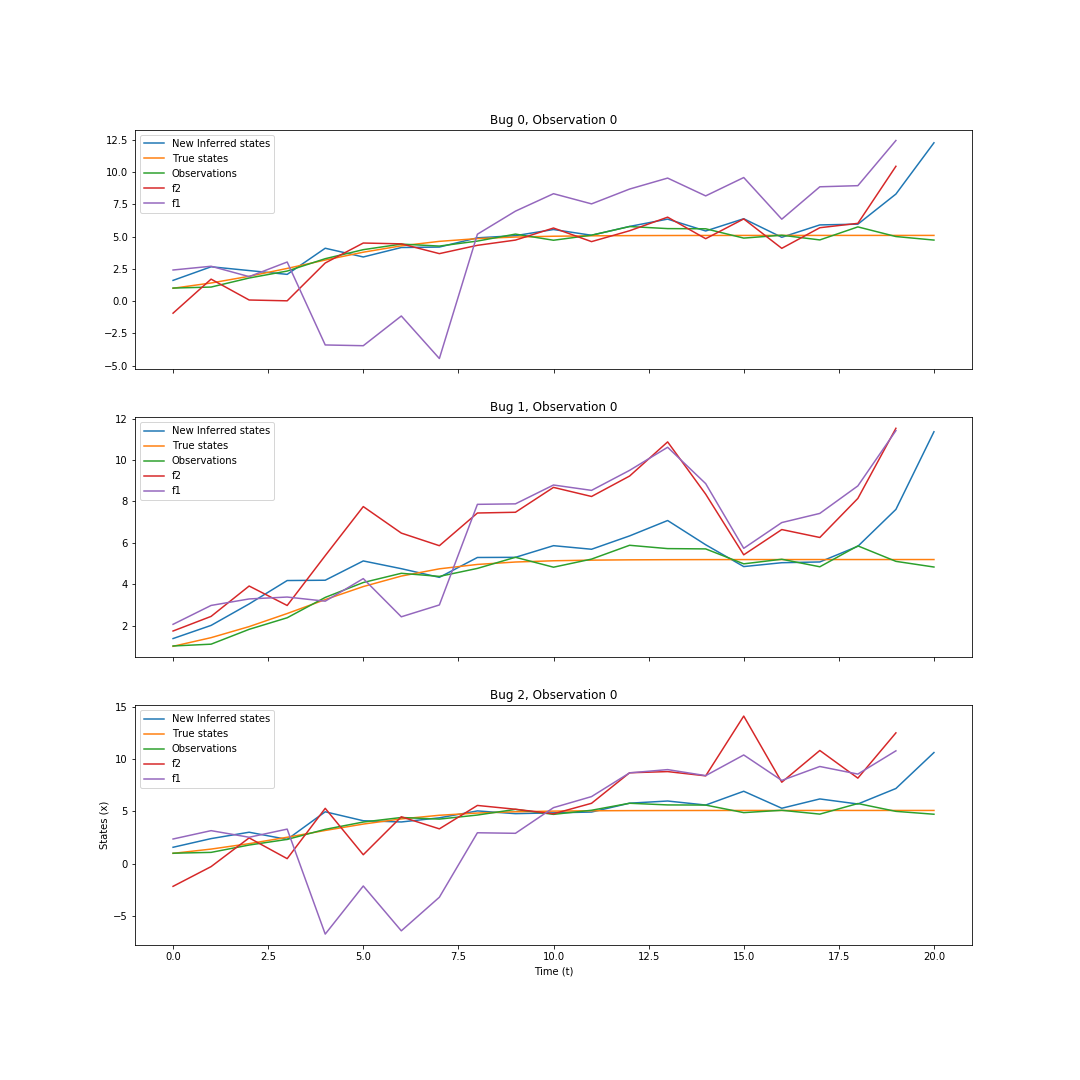 Bug 0, Observation 0
12.5
10.0
7.5
5.0
2.5
0.0
−2.5
−5.0
New Inferred states
True states
Observations
f2
f1
Bug 1, Observation 0
12
10
8
6
4
2
New Inferred states
True states
Observations
f2
f1
Bug 2, Observation 0
15
10
5
0
−5
States (x)
New Inferred states
True states
Observations
f2
f1
0.0 2.5 5.0 7.5 10.0 12.5 15.0 17.5 20.0
Time (t)